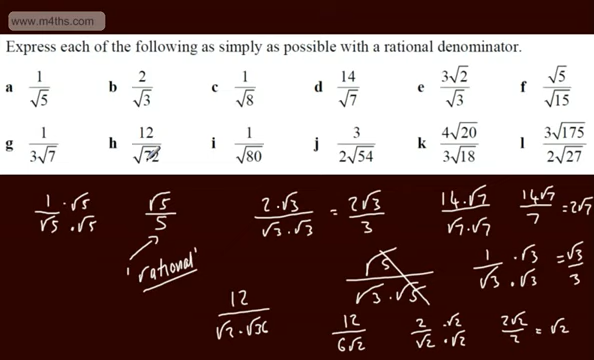 www.m4ths.com
Express each of the following as simply as possible with a rational denominator.
a 1/√5 b 2/√3 c 1/√8 d 14/√7 e 3√2/√3 f √5/√15
g 1/3√7 h 12/√72 i 1/√80 j 3/2√54 k 4√20/3√18 l 3√175/2√27
1/√5 · √5/√5 √5/5 2·√3/√3·√3 = 2√3/3 14·√7/√7·√7 14√7/7 = 2√7
'rational' √5/√3·√5 1/√3 · √3/√3 = √3/3
12/√2·√36 12/6√2 2/√2 · √2/√2 2√2/2 = √2